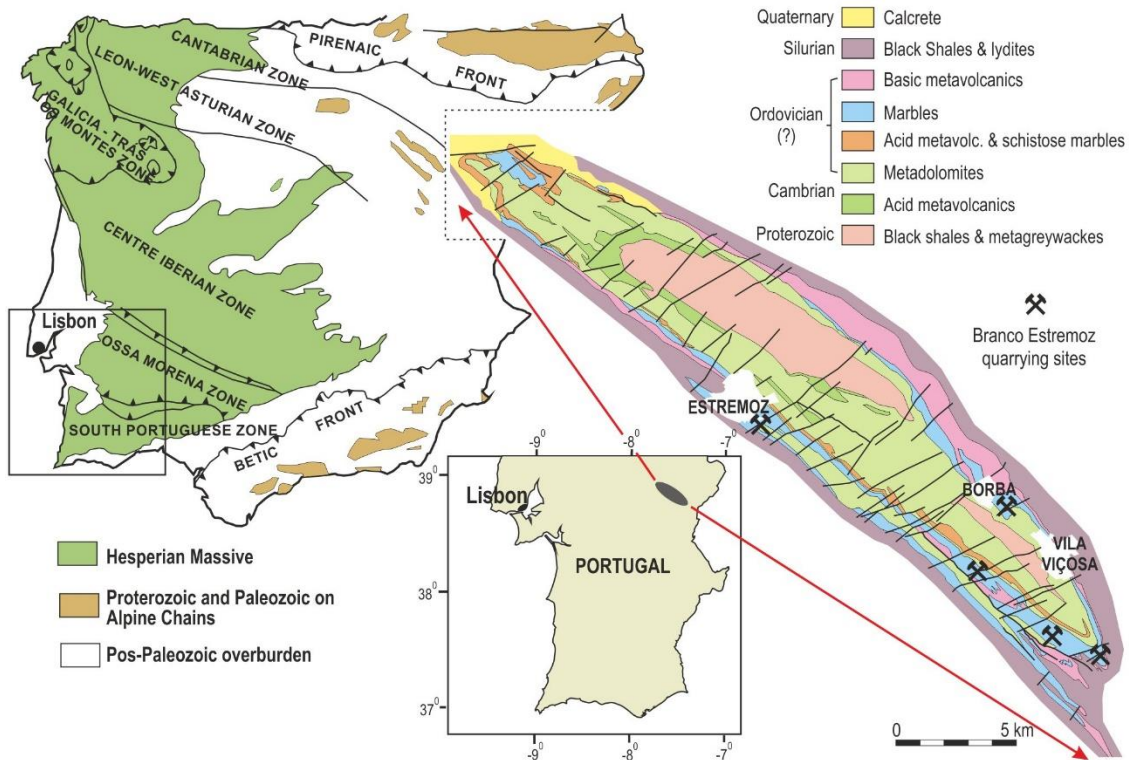 CANTABRIAN ZONE
PIRENAIC
FRONT
LEON-WEST ASTURIAN ZONE
GALICIA - TRÁS
OS MONTES ZONE
CENTRE IBERIAN ZONE
Lisbon
OSSA MORENA ZONE
SOUTH PORTUGUESE ZONE
BETIC
FRONT
Hesperian Massive
Proterozoic and Paleozoic on
Alpine Chains
Pos-Paleozoic overburden
Quaternary
Calcrete
Silurian
Black Shales & lydites
Basic metavolcanics
Ordovician
(?)
Marbles
Acid metavolc. & schistose marbles
Metadolomites
Cambrian
Acid metavolcanics
Proterozoic
Black shales & metagreywackes
Branco Estremoz
quarrying sites
ESTREMOZ
BORBA
VILA
VIÇOSA
0 5 km
-9⁰ -8⁰ -7⁰
39⁰
38⁰
37⁰
Lisbon
PORTUGAL
-9⁰ -8⁰ -7⁰